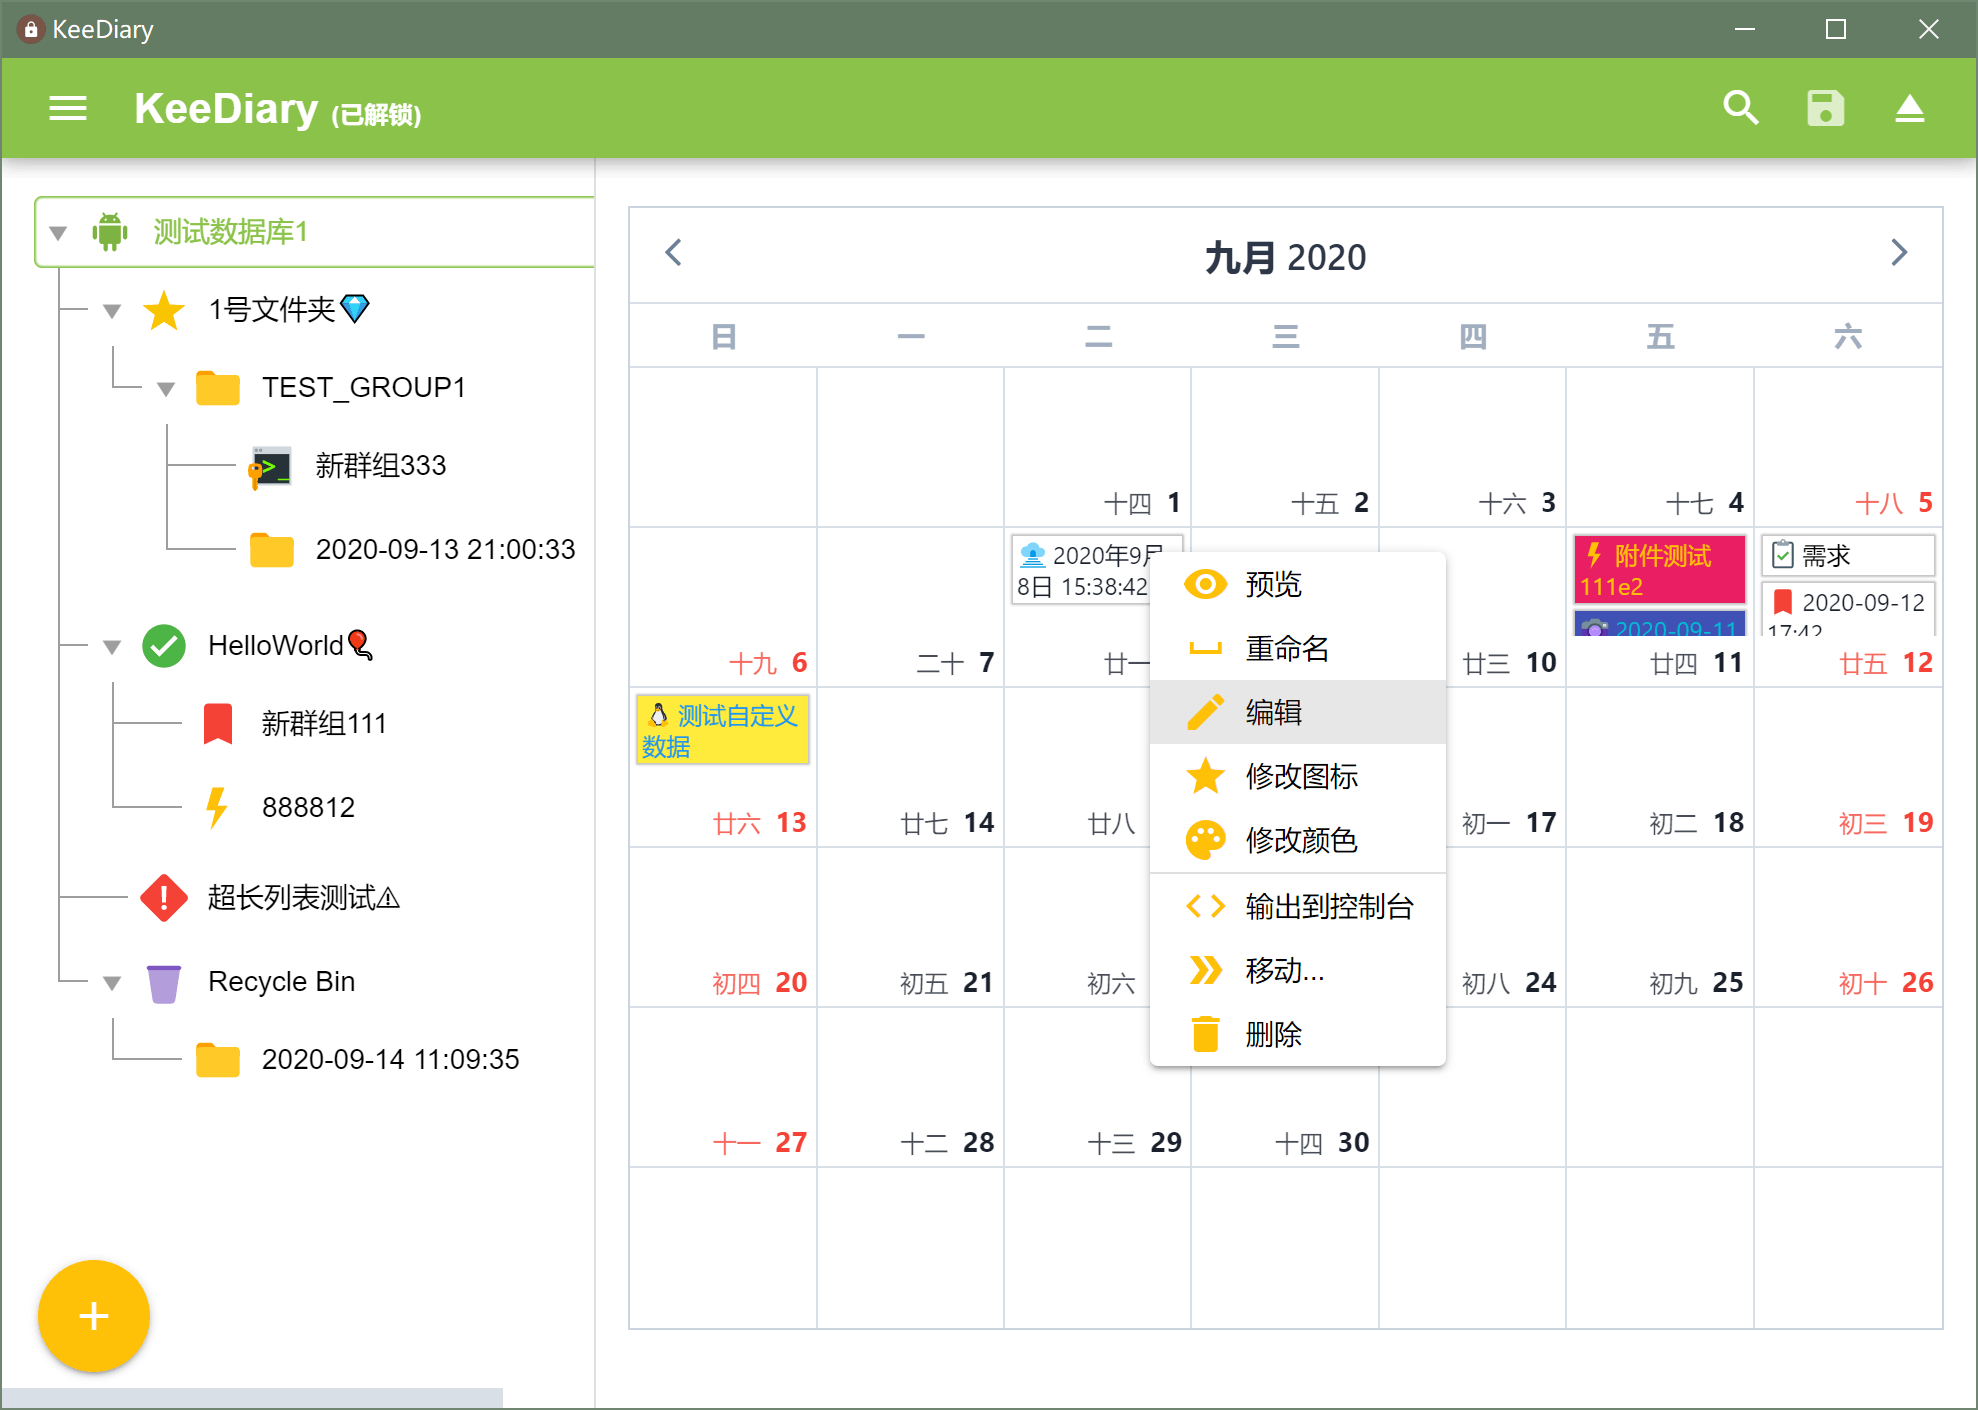 KeeDiary
KeeDiary (已解锁)
测试数据库1
1号文件夹💎
TEST_GROUP1
新群组333
2020-09-13 21:00:33
HelloWorld🎈
新群组111
888812
超长列表测试⚠
Recycle Bin
2020-09-14 11:09:35
九月 2020
日 一 二 三 四 五 六
十四 1 十五 2 十六 3 十七 4 十八 5
2020年9月
8日 15:38:42
附件测试
111e2
2020-09-11
需求
2020-09-12
17:42
十九 6 二十 7 廿一 廿三 10 廿四 11 廿五 12
测试自定义
数据
廿六 13 廿七 14 廿八 初一 17 初二 18 初三 19
初四 20 初五 21 初六 初八 24 初九 25 初十 26
十一 27 十二 28 十三 29 十四 30
预览
重命名
编辑
修改图标
修改颜色
输出到控制台
移动...
删除